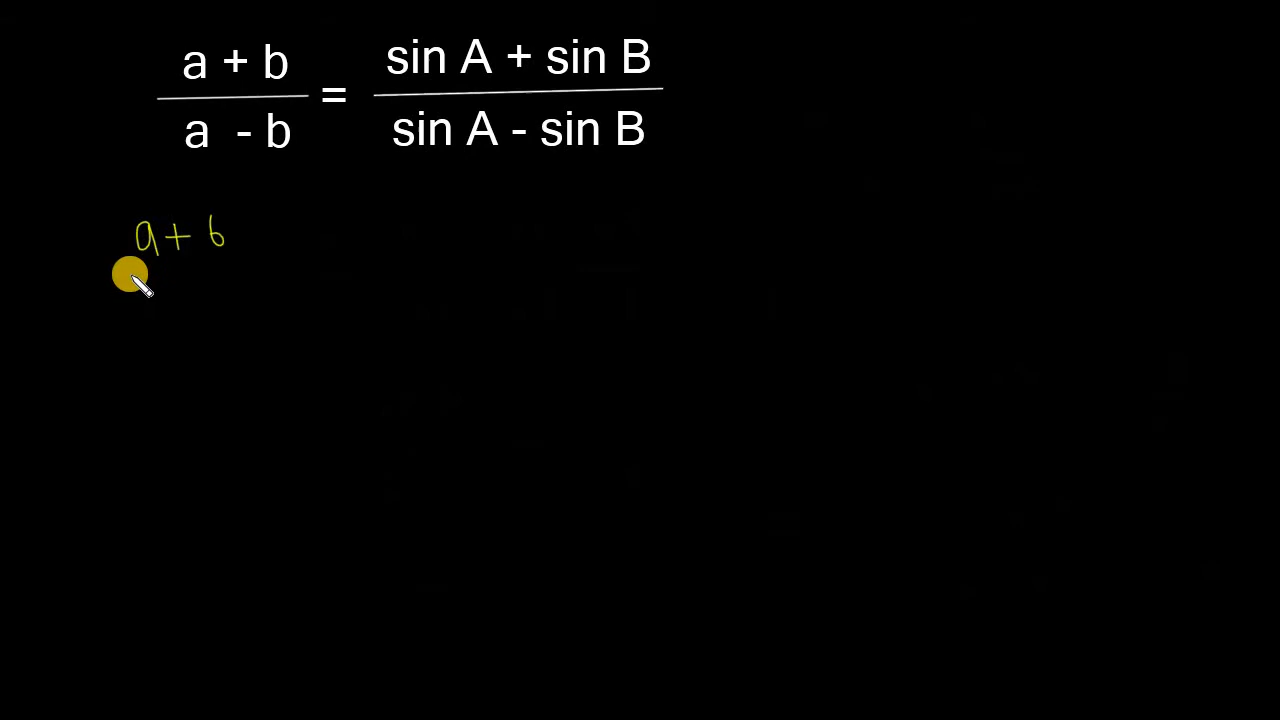 a + b
a - b
=
sin A + sin B
sin A - sin B
a + b